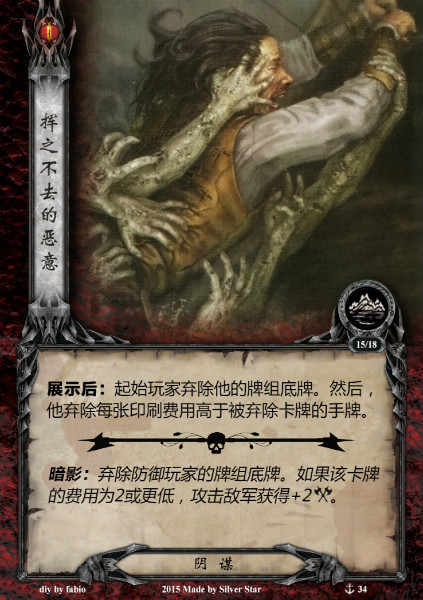 挥之不去的恶意
15/18
展示后：起始玩家弃除他的牌组底牌。然后，
他弃除每张印刷费用高于被弃除卡牌的手牌。
暗影：弃除防御玩家的牌组底牌。如果该卡牌
的费用为2或更低，攻击敌军获得+2。
阴谋
diy by fabio 2015 Made by Silver Star 34